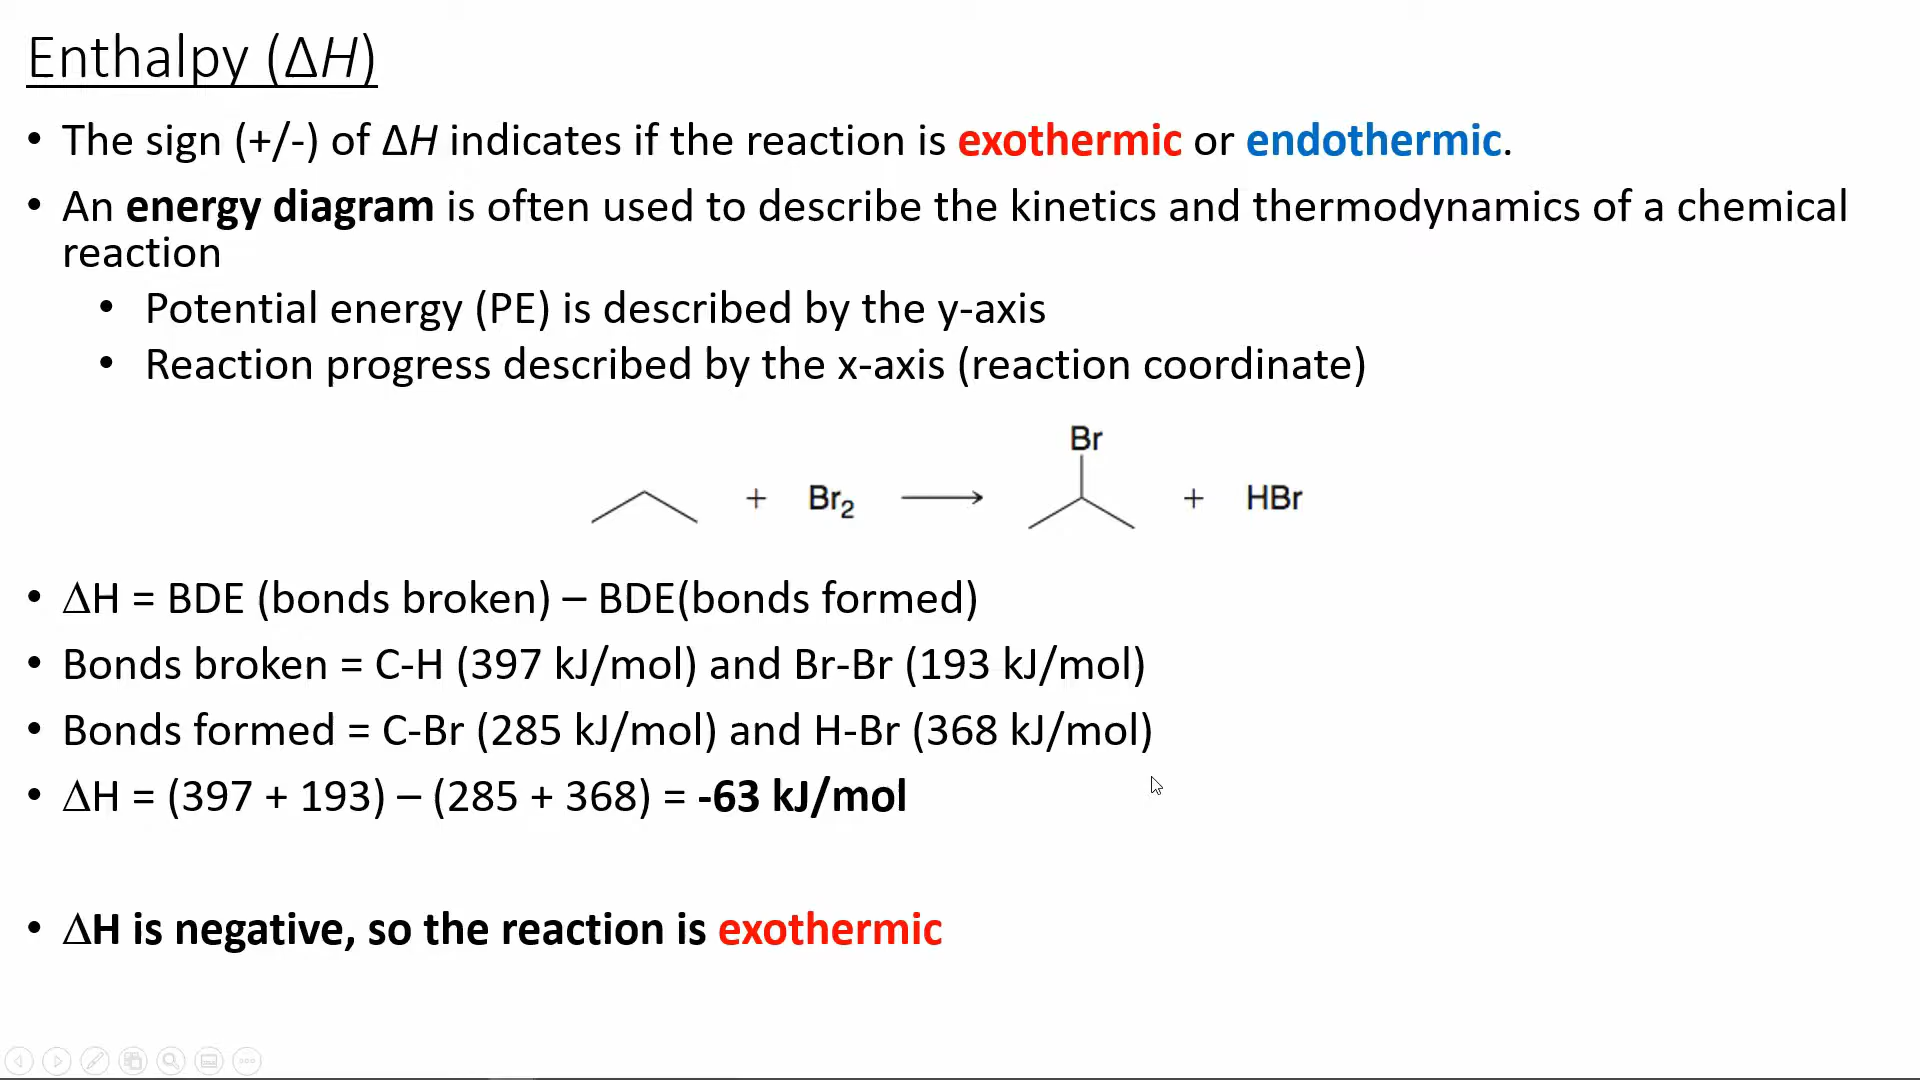 Enthalpy (ΔH)
• The sign (+/-) of ΔH indicates if the reaction is exothermic or endothermic.
• An energy diagram is often used to describe the kinetics and thermodynamics of a chemical
reaction
• Potential energy (PE) is described by the y-axis
• Reaction progress described by the x-axis (reaction coordinate)
Br
+ Br₂ ⟶ + HBr
• ΔH = BDE (bonds broken) – BDE(bonds formed)
• Bonds broken = C-H (397 kJ/mol) and Br-Br (193 kJ/mol)
• Bonds formed = C-Br (285 kJ/mol) and H-Br (368 kJ/mol)
• ΔH = (397 + 193) – (285 + 368) = -63 kJ/mol
• ΔH is negative, so the reaction is exothermic